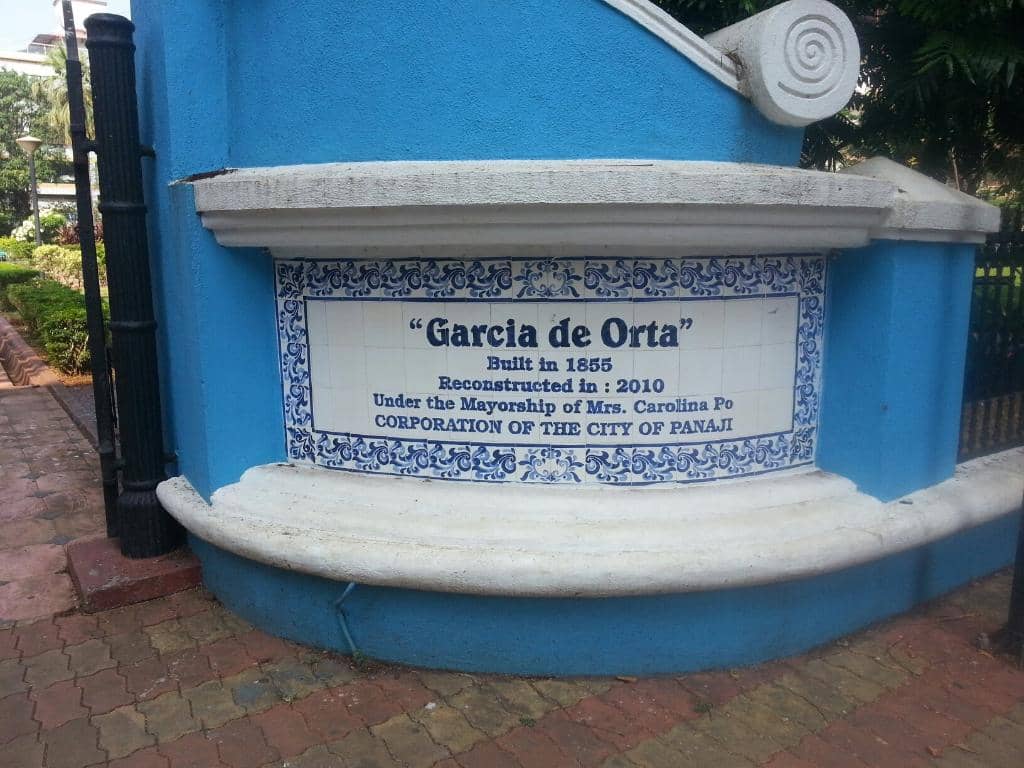 “Garcia de Orta”
Built in 1855
Reconstructed in : 2010
Under the Mayorship of Mrs. Carolina Po
CORPORATION OF THE CITY OF PANAJI